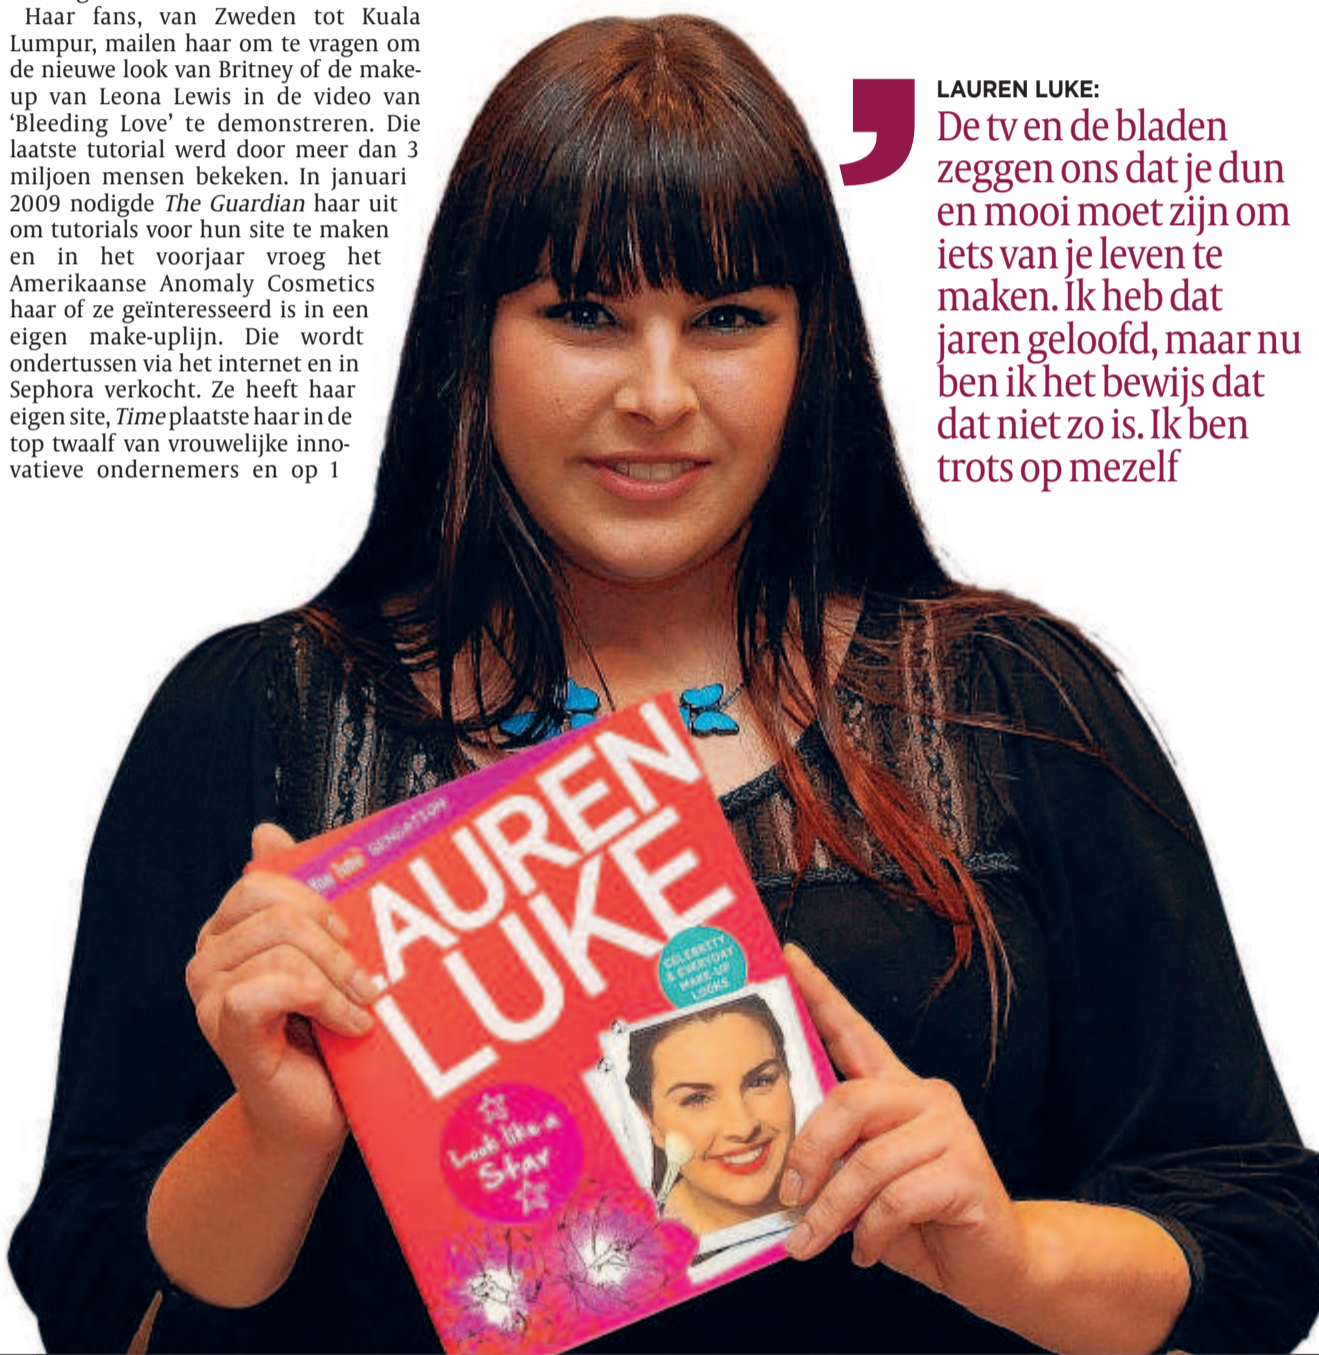 Haar fans, van Zweden tot Kuala
Lumpur, mailen haar om te vragen om
de nieuwe look van Britney of de make-
up van Leona Lewis in de video van
‘Bleeding Love’ te demonstreren. Die
laatste tutorial werd door meer dan 3
miljoen mensen bekeken. In januari
2009 nodigde The Guardian haar uit
om tutorials voor hun site te maken
en in het voorjaar vroeg het
Amerikaanse Anomaly Cosmetics
haar of ze geïnteresseerd is in een
eigen make-uplijn. Die wordt
ondertussen via het internet en in
Sephora verkocht. Ze heeft haar
eigen site, Time plaatste haar in de
top twaalf van vrouwelijke inno-
vatieve ondernemers en op 1
LAUREN LUKE:
De tv en de bladen
zeggen ons dat je dun
en mooi moet zijn om
iets van je leven te
maken. Ik heb dat
jaren geloofd, maar nu
ben ik het bewijs dat
dat niet zo is. Ik ben
trots op mezelf
You Tube SENSATION
LAUREN
LUKE
CELEBRITY
& EVERYDAY
MAKE-UP
LOOKS
Look like a
Star